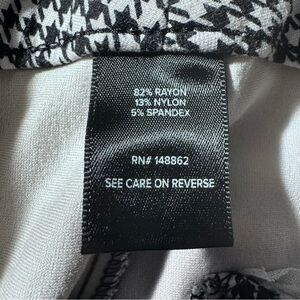 82% RAYON
13% NYLON
5% SPANDEX
RN# 148862
SEE CARE ON REVERSE